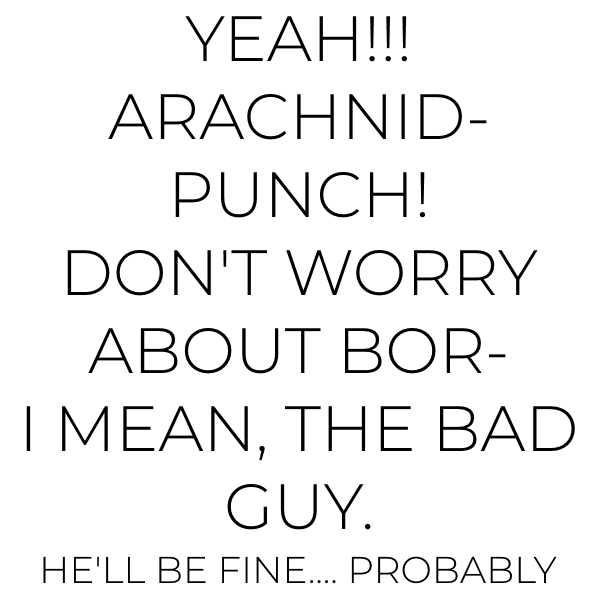 YEAH!!!
ARACHNID-
PUNCH!
DON'T WORRY
ABOUT BOR-
I MEAN, THE BAD
GUY.
HE'LL BE FINE.... PROBABLY